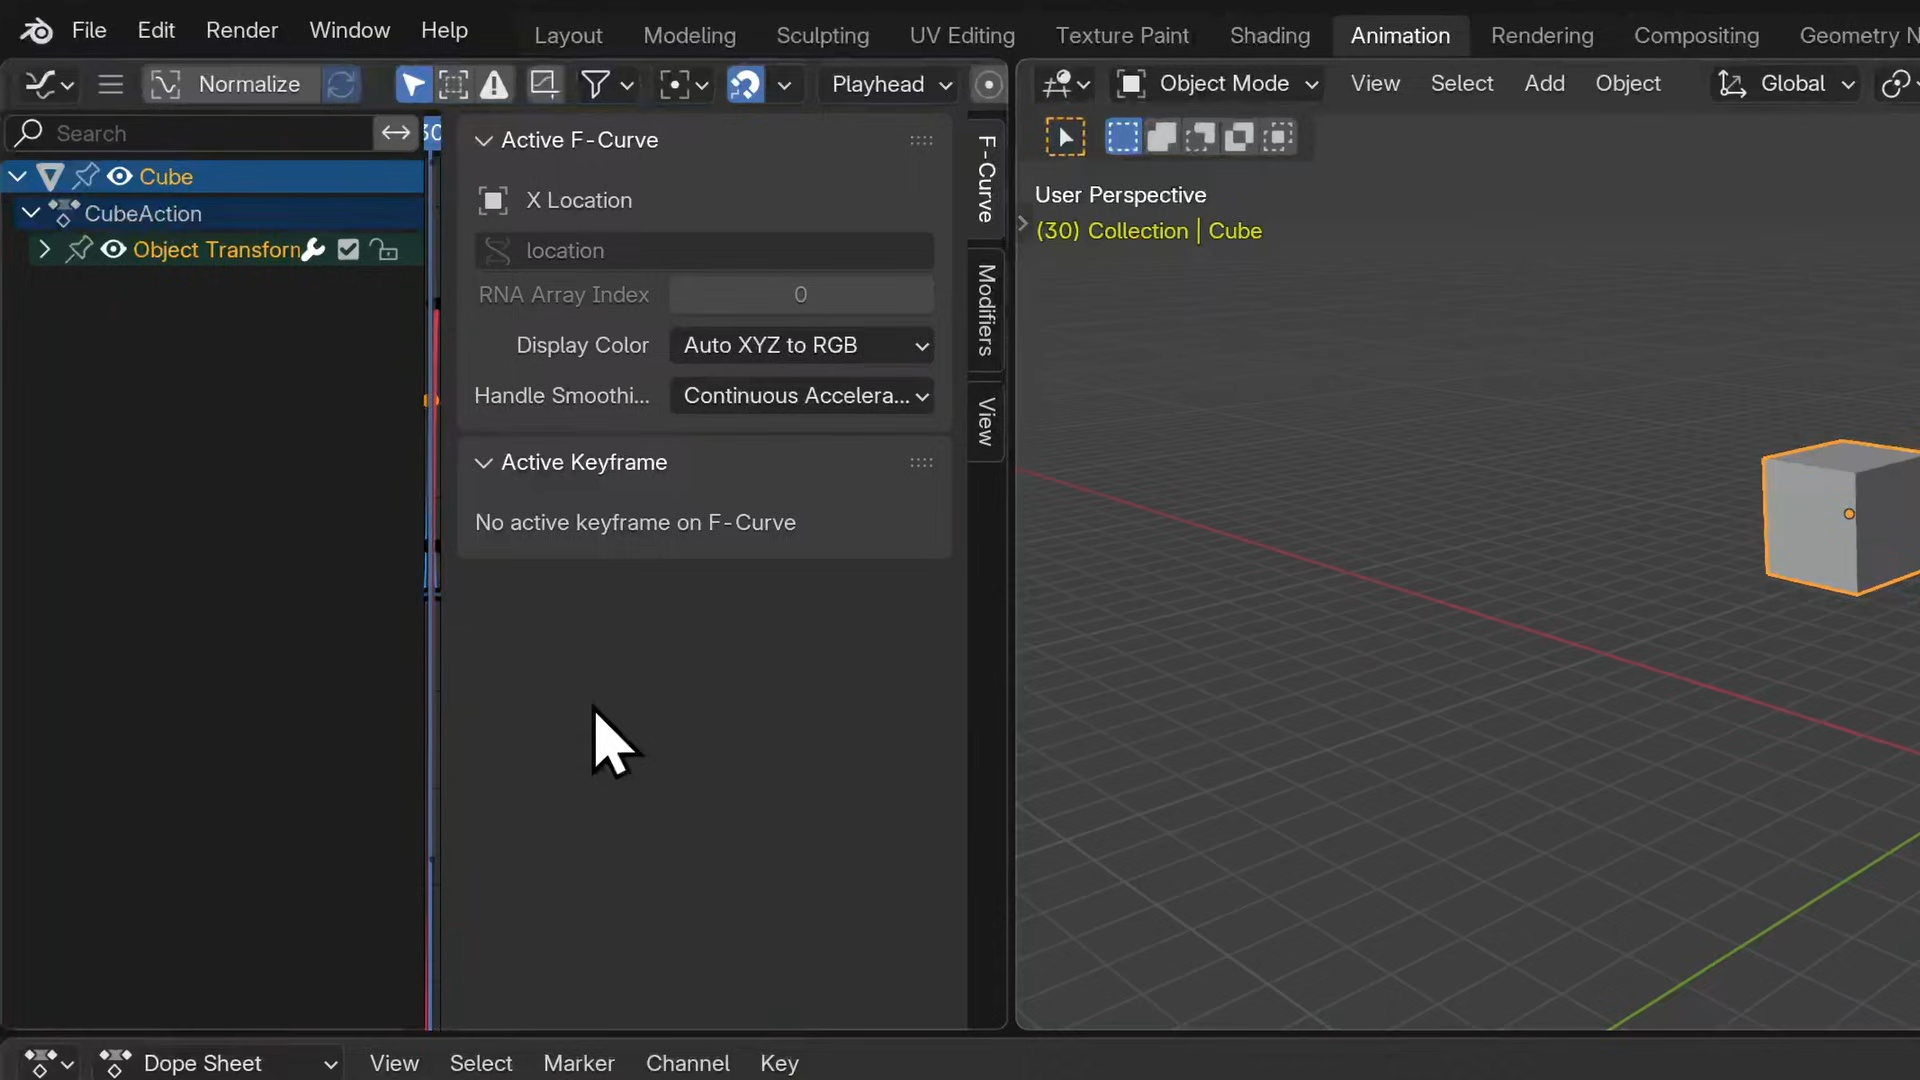 File Edit Render Window Help Layout Modeling Sculpting UV Editing Texture Paint Shading Animation Rendering Compositing Geometry N
Normalize Playhead Object Mode View Select Add Object Global
Search
30
Cube
CubeAction
Object Transforn
Active F-Curve
X Location
location
RNA Array Index 0
Display Color Auto XYZ to RGB
Handle Smoothi... Continuous Accelera...
Active Keyframe
No active keyframe on F-Curve
F-Curve
Modifiers
View
User Perspective
(30) Collection | Cube
Dope Sheet View Select Marker Channel Key